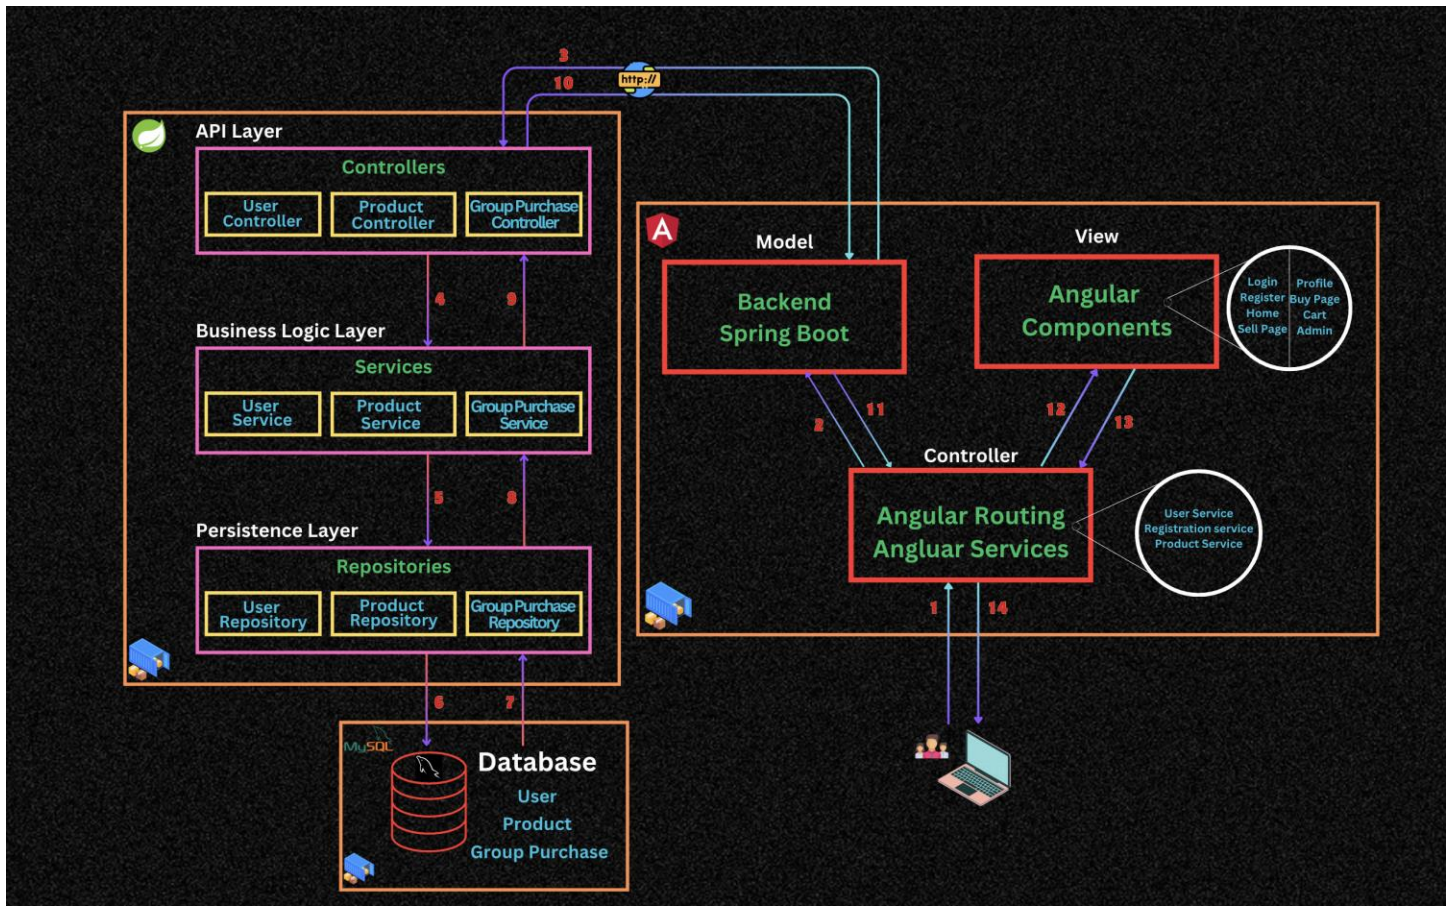 3
10
http://
API Layer
Controllers
User
Controller
Product
Controller
Group Purchase
Controller
4
9
Business Logic Layer
Services
User
Service
Product
Service
Group Purchase
Service
5
8
Persistence Layer
Repositories
User
Repository
Product
Repository
Group Purchase
Repository
6
7
MySQL
Database
User
Product
Group Purchase
A
Model
Backend
Spring Boot
View
Angular
Components
Login
Register
Home
Sell Page
Profile
Buy Page
Cart
Admin
2
11
12
13
Controller
Angular Routing
Angluar Services
User Service
Registration service
Product Service
1
14